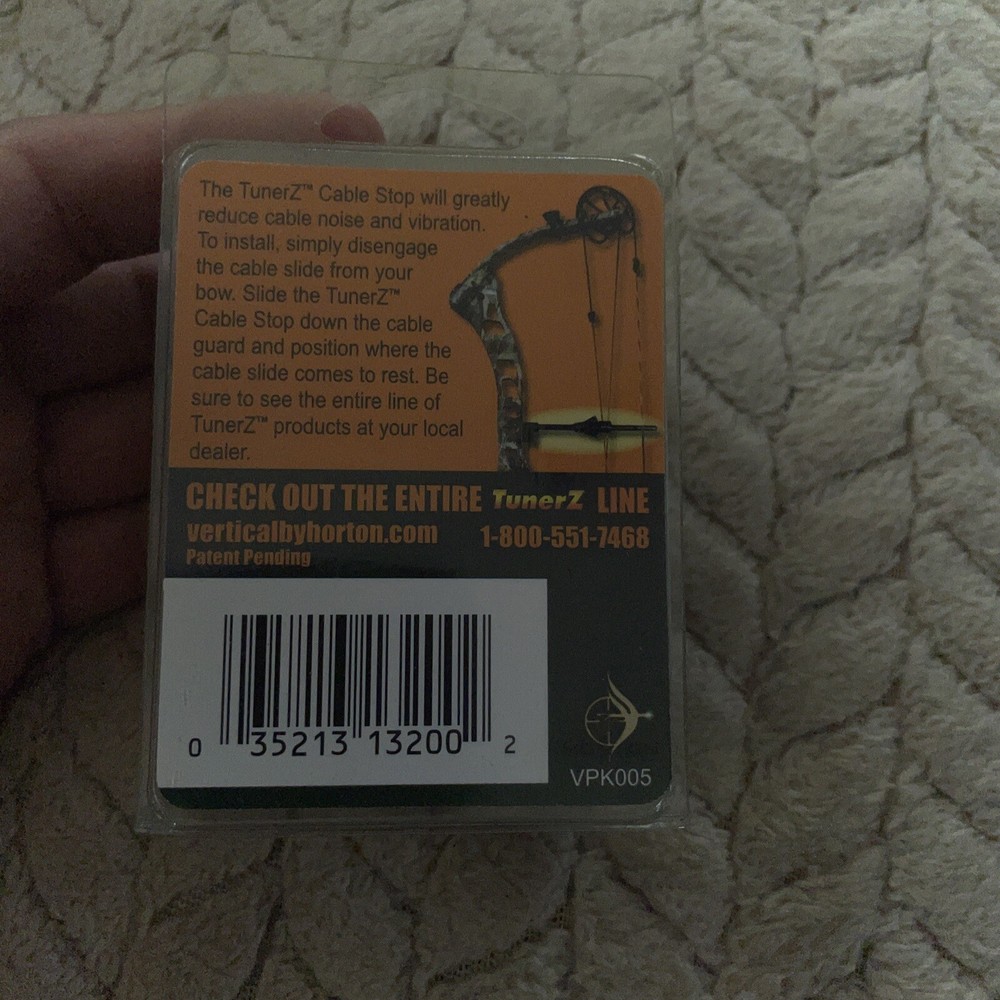 The TunerZ™ Cable Stop will greatly
reduce cable noise and vibration.
To install, simply disengage
the cable slide from your
bow. Slide the TunerZ™
Cable Stop down the cable
guard and position where the
cable slide comes to rest. Be
sure to see the entire line of
TunerZ™ products at your local
dealer.
CHECK OUT THE ENTIRE TunerZ LINE
verticalbyhorton.com 1-800-551-7468
Patent Pending
0 35213 13200 2
VPK005